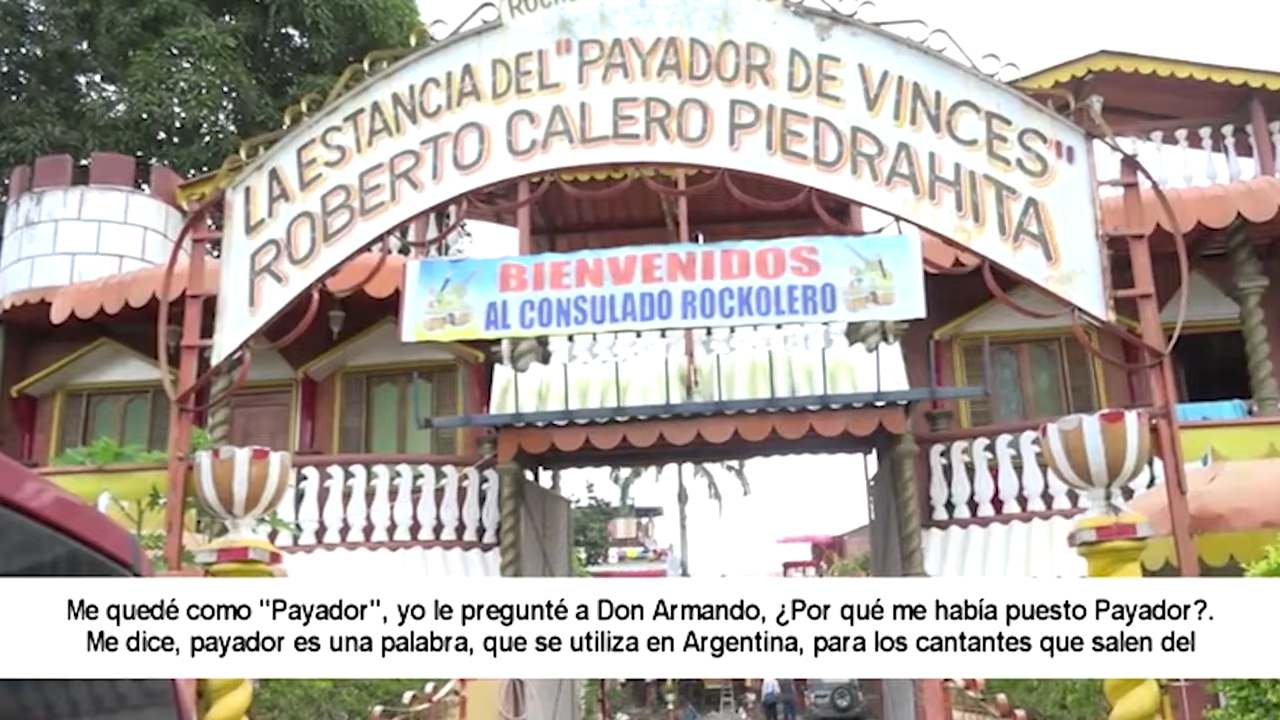 LA ESTANCIA DEL "PAYADOR DE VINCES"
ROBERTO CALERO PIEDRAHITA
BIENVENIDOS
AL CONSULADO ROCKOLERO
Me quedé como "Payador", yo le pregunté a Don Armando, ¿Por qué me había puesto Payador?.
Me dice, payador es una palabra, que se utiliza en Argentina, para los cantantes que salen del